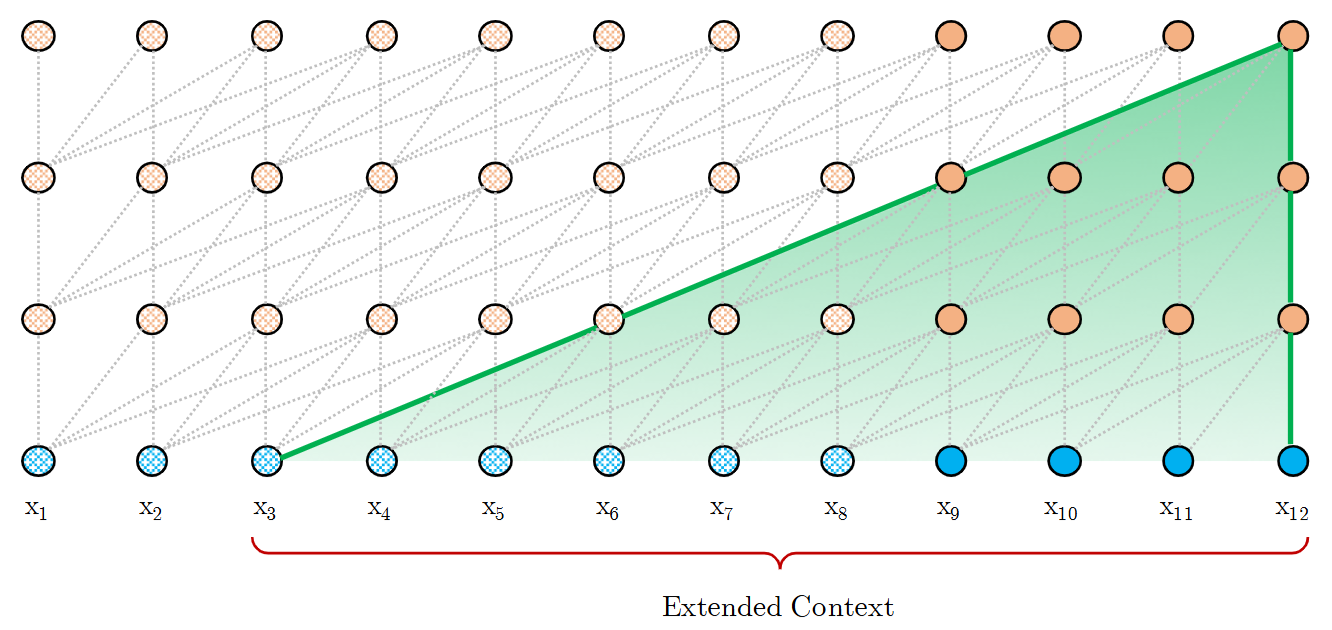 x₁ x₂ x₃ x₄ x₅ x₆ x₇ x₈ x₉ x₁₀ x₁₁ x₁₂
Extended Context